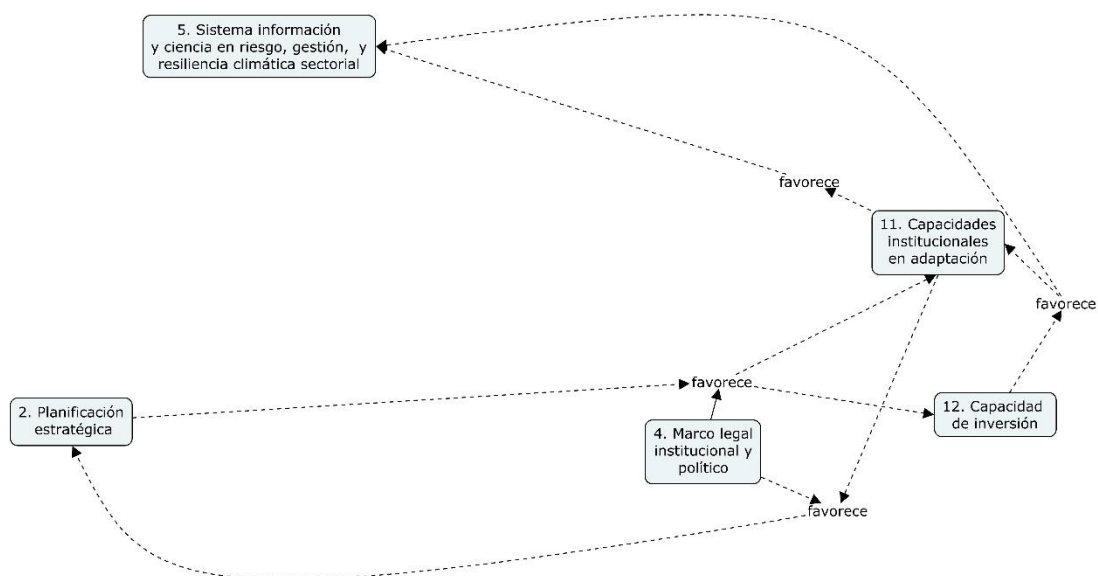 5. Sistema información
y ciencia en riesgo, gestión, y
resiliencia climática sectorial
favorece
11. Capacidades
institucionales
en adaptación
favorece
favorece
2. Planificación
estratégica
12. Capacidad
de inversión
4. Marco legal
institucional y
político
favorece